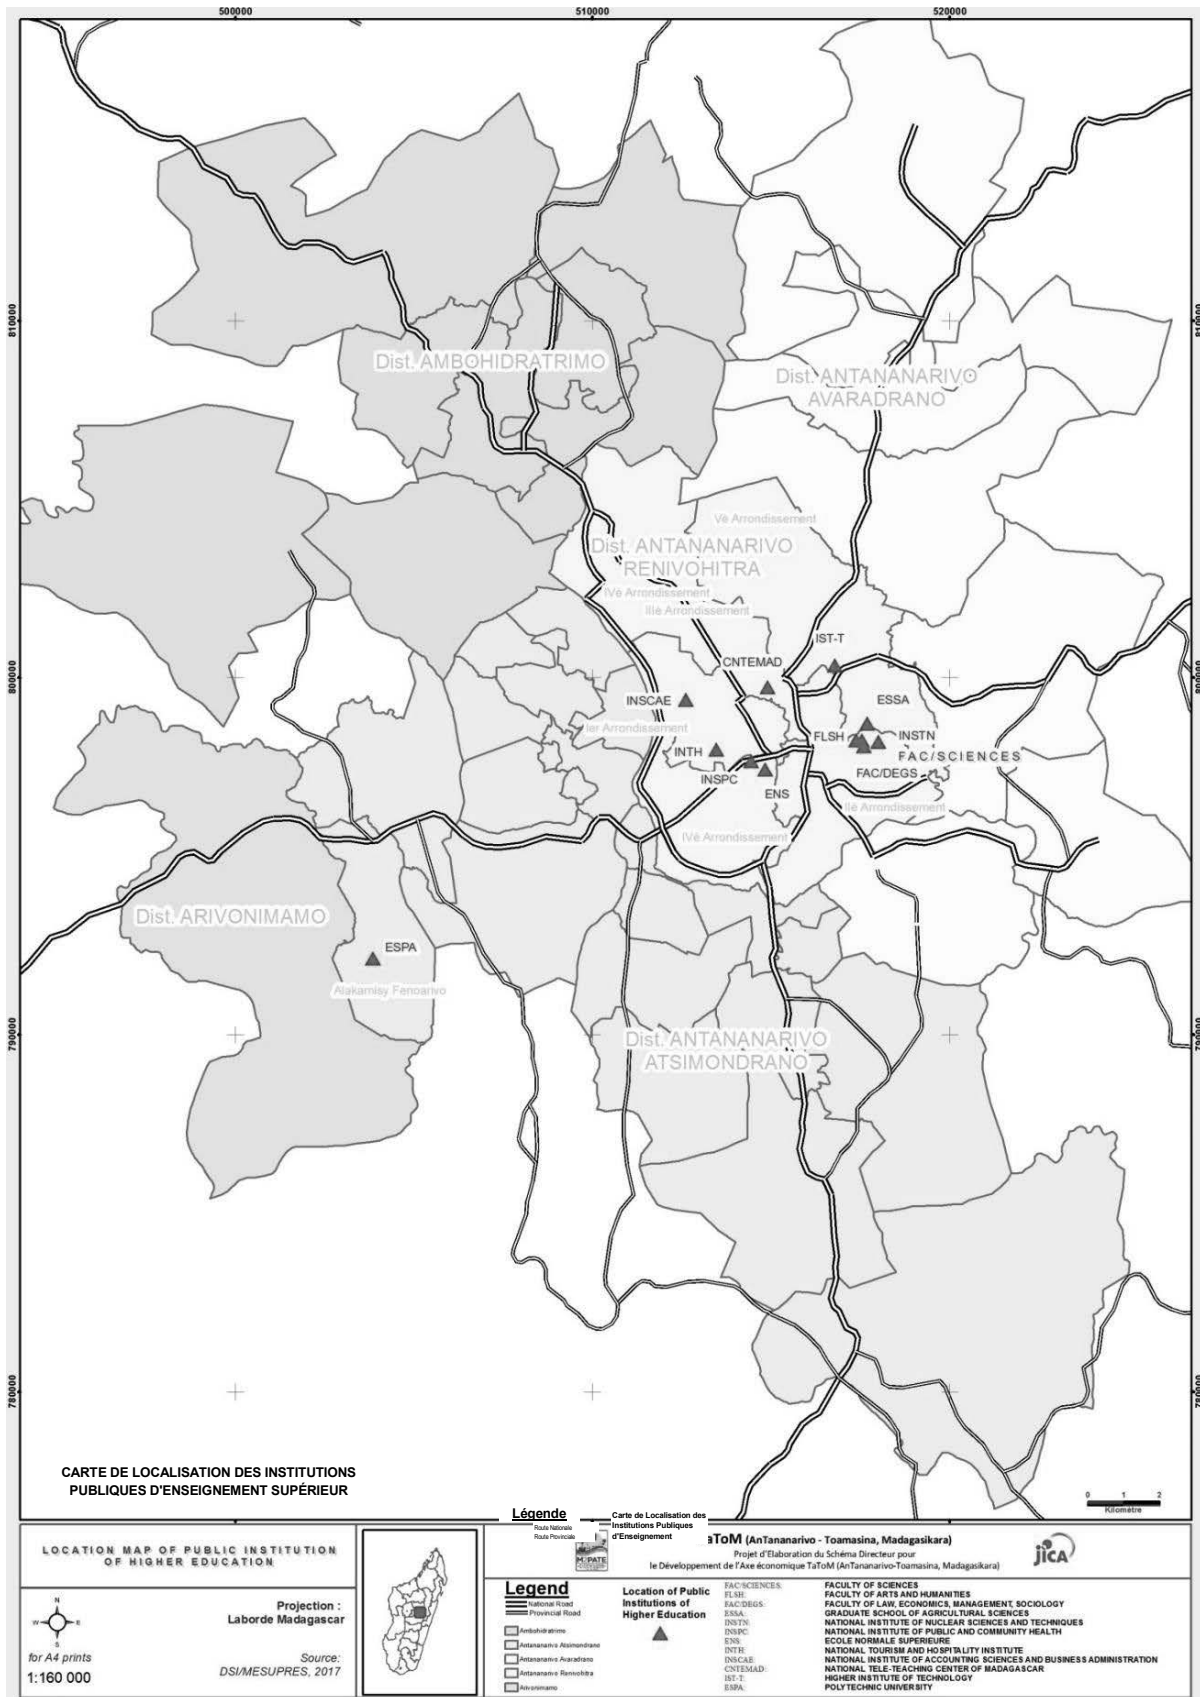 500000
510000
520000
810000
810000
Dist. AMBOHIDRATRIMO
Dist. ANTANANARIVO
AVARADRANO
Vè Arrondissement
Dist. ANTANANARIVO
RENIVOHITRA
IVè Arrondissement
IIIè Arrondissement
IST-T
CNTEMAD
800000
800000
INSCAE
ESSA
Ier Arrondissement
FLSH
INSTN
INTH
FAC/SCIENCES
INSPC
FAC/DEGS
ENS
IIè Arrondissement
IVè Arrondissement
Dist. ARIVONIMAMO
ESPA
Alakamisy Fenoarivo
790000
790000
Dist. ANTANANARIVO
ATSIMONDRANO
780000
780000
CARTE DE LOCALISATION DES INSTITUTIONS
PUBLIQUES D'ENSEIGNEMENT SUPÉRIEUR
0 1 2
Kilomètre
Légende
Route Nationale
Route Provinciale
Carte de Localisation des
Institutions Publiques
d'Enseignement
LOCATION MAP OF PUBLIC INSTITUTION
OF HIGHER EDUCATION
N
W E
S
for A4 prints
1:160 000
Projection :
Laborde Madagascar
Source:
DSI/MESUPRES, 2017
M2PATE
aToM (AnTananarivo - Toamasina, Madagasikara)
Projet d'Elaboration du Schéma Directeur pour
le Développement de l'Axe économique TaToM (AnTananarivo-Toamasina, Madagasikara)
jICA
Legend
National Road
Provincial Road
Ambohidratrimo
Antananarivo Atsimondrano
Antananarivo Avaradrano
Antananarivo Renivohitra
Arivonimamo
Location of Public
Institutions of
Higher Education
FAC/SCIENCES: FACULTY OF SCIENCES
FLSH: FACULTY OF ARTS AND HUMANITIES
FAC/DEGS: FACULTY OF LAW, ECONOMICS, MANAGEMENT, SOCIOLOGY
ESSA: GRADUATE SCHOOL OF AGRICULTURAL SCIENCES
INSTN: NATIONAL INSTITUTE OF NUCLEAR SCIENCES AND TECHNIQUES
INSPC: NATIONAL INSTITUTE OF PUBLIC AND COMMUNITY HEALTH
ENS: ECOLE NORMALE SUPERIEURE
INTH: NATIONAL TOURISM AND HOSPITALITY INSTITUTE
INSCAE: NATIONAL INSTITUTE OF ACCOUNTING SCIENCES AND BUSINESS ADMINISTRATION
CNTEMAD: NATIONAL TELE-TEACHING CENTER OF MADAGASCAR
IST-T: HIGHER INSTITUTE OF TECHNOLOGY
ESPA: POLYTECHNIC UNIVERSITY